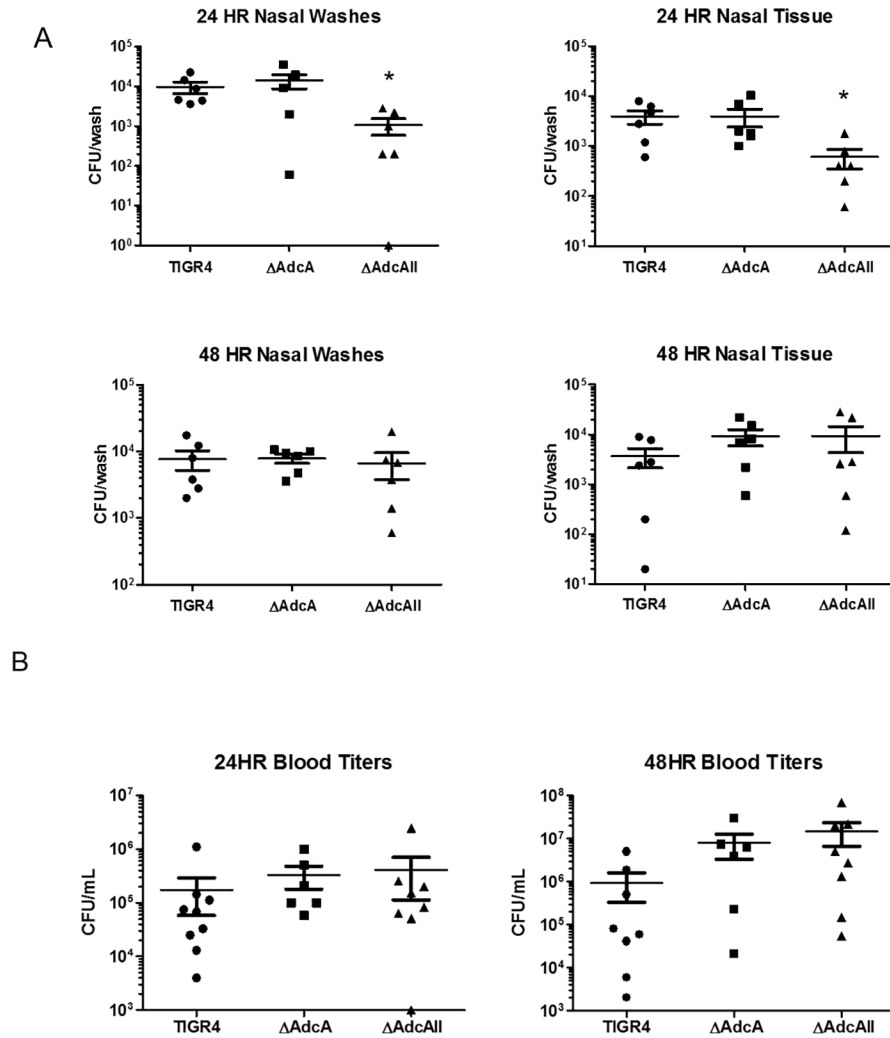 A
24 HR Nasal Washes
CFU/wash
10⁵
10⁴
10³
10²
10¹
10⁰
TIGR4 ΔAdcA ΔAdcAII
*
24 HR Nasal Tissue
CFU/wash
10⁵
10⁴
10³
10²
10¹
TIGR4 ΔAdcA ΔAdcAII
*
48 HR Nasal Washes
CFU/wash
10⁵
10⁴
10³
10²
TIGR4 ΔAdcA ΔAdcAII
48 HR Nasal Tissue
CFU/wash
10⁵
10⁴
10³
10²
10¹
TIGR4 ΔAdcA ΔAdcAII
B
24HR Blood Titers
CFU/mL
10⁷
10⁶
10⁵
10⁴
10³
TIGR4 ΔAdcA ΔAdcAII
48HR Blood Titers
CFU/mL
10⁸
10⁷
10⁶
10⁵
10⁴
10³
TIGR4 ΔAdcA ΔAdcAII